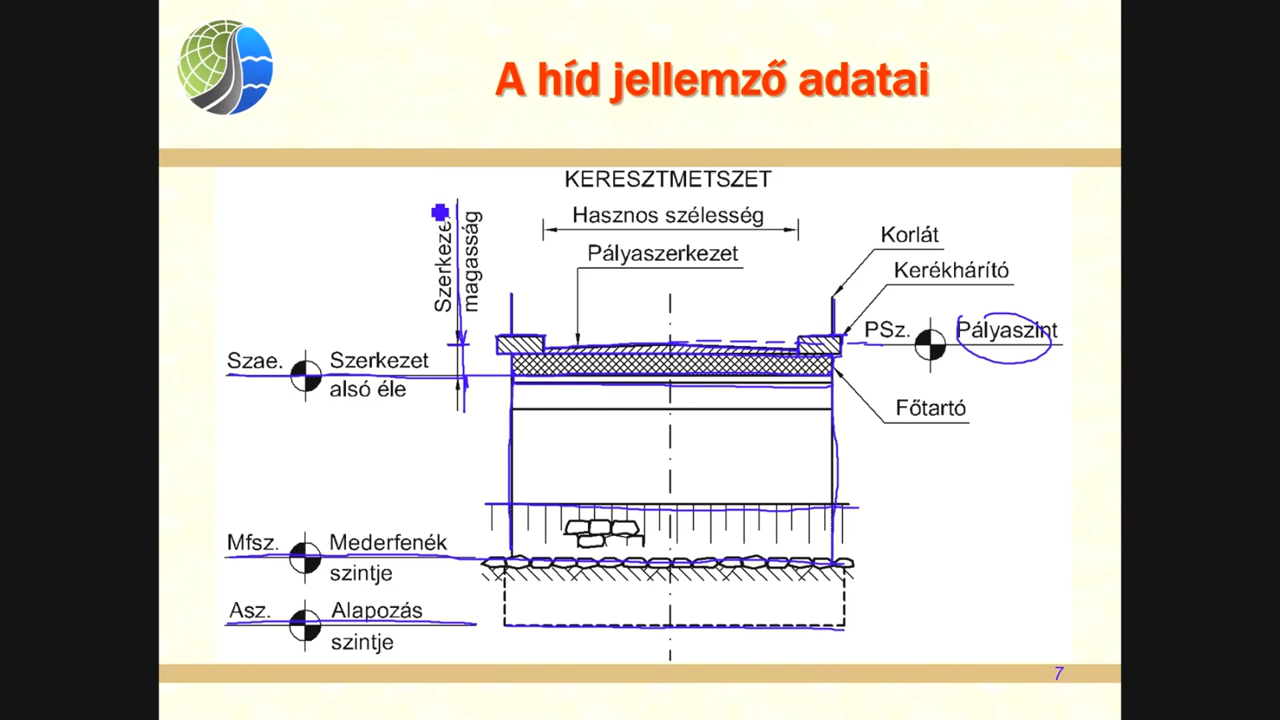 A híd jellemző adatai
KERESZTMETSZET
Hasznos szélesség
Pályaszerkezet
magasság
Korlát
Kerékhárító
PSz.
Pályaszint
Szae.
Szerkezet
alsó éle
Főtartó
Mfsz.
Mederfenék
szintje
Asz.
Alapozás
szintje
7